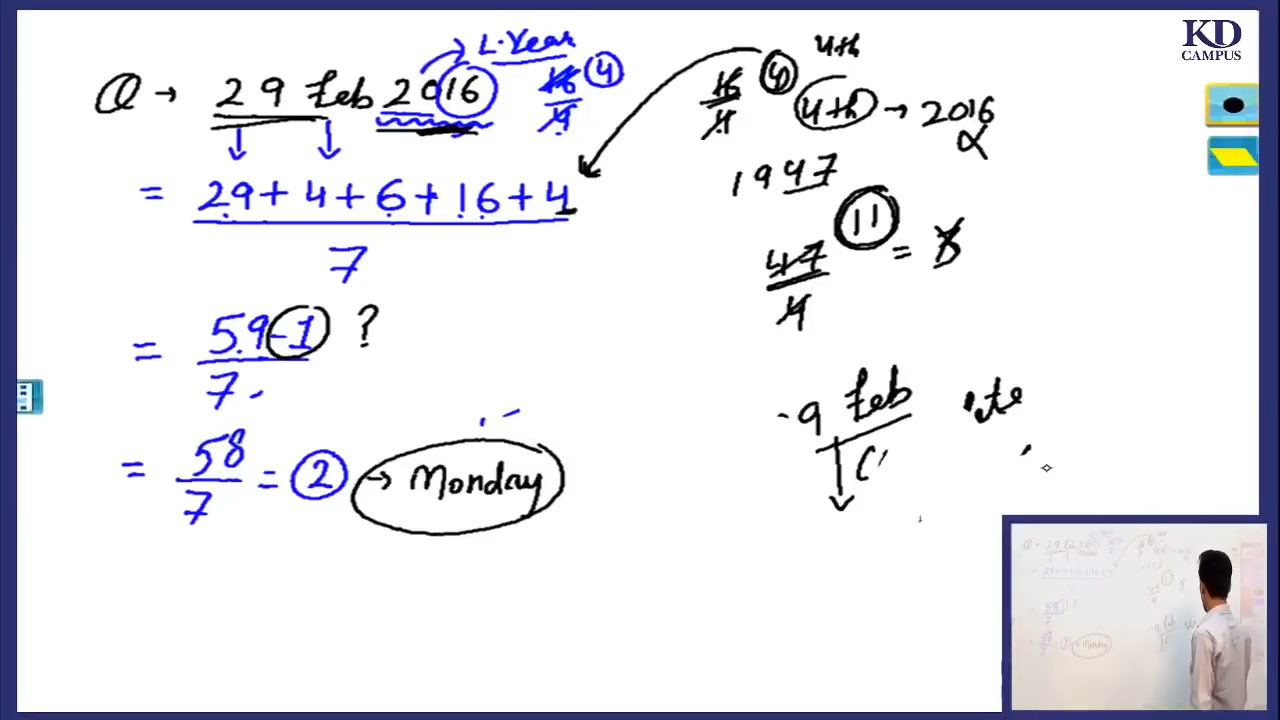 KD
CAMPUS
L.Year
Q → 29 Feb 2016 16/4 4
= 29 + 4 + 6 + 16 + 4
7
= 59 - 1 ?
7
= 58/7 = 2 → Monday
4th
16/4 4 4th → 2016
1947
47/4 11 =
9 Feb